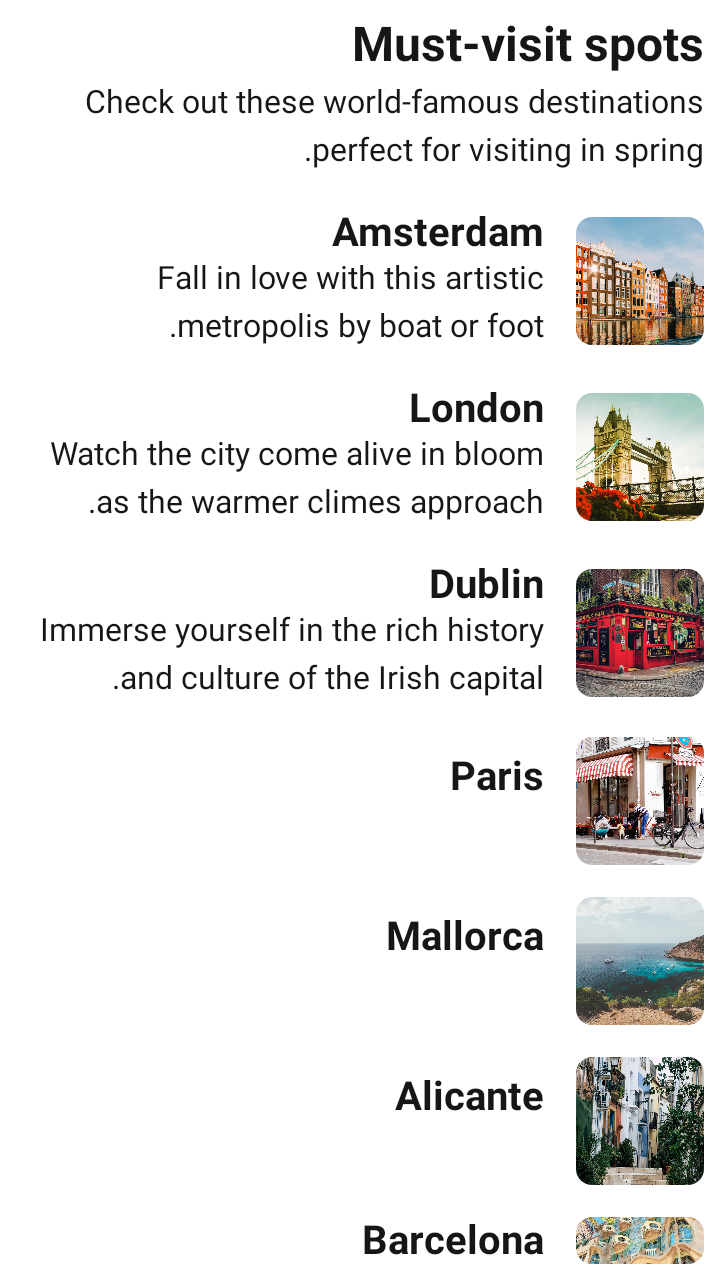 Must-visit spots
Check out these world-famous destinations
.perfect for visiting in spring
Amsterdam
Fall in love with this artistic
.metropolis by boat or foot
London
Watch the city come alive in bloom
.as the warmer climes approach
Dublin
Immerse yourself in the rich history
.and culture of the Irish capital
Paris
Mallorca
Alicante
Barcelona